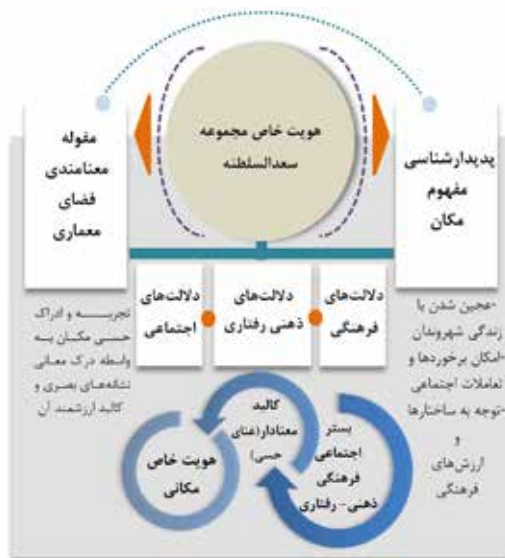 هویت خاص مجموعه
سعدالسلطنه
پدیدارشناسی
مفهوم
مکان
مقوله
معنامندی
فضای
معماری
دلالت‌های
فرهنگی
دلالت‌های
ذهنی رفتاری
دلالت‌های
اجتماعی
-عجین شدن با
زندگی شهروندان
-امکان برخوردها و
تعاملات اجتماعی
-توجه به ساختارها
و
ارزش‌های
فرهنگی
تجربه و ادراک
حسی مکان به
واسطه درک معانی
نشانه‌های بصری و
کالبد ارزشمند آن
بستر
اجتماعی
فرهنگی
ذهنی- رفتاری
کالبد
معنادار(غنای
حسی)
هویت خاص
مکانی